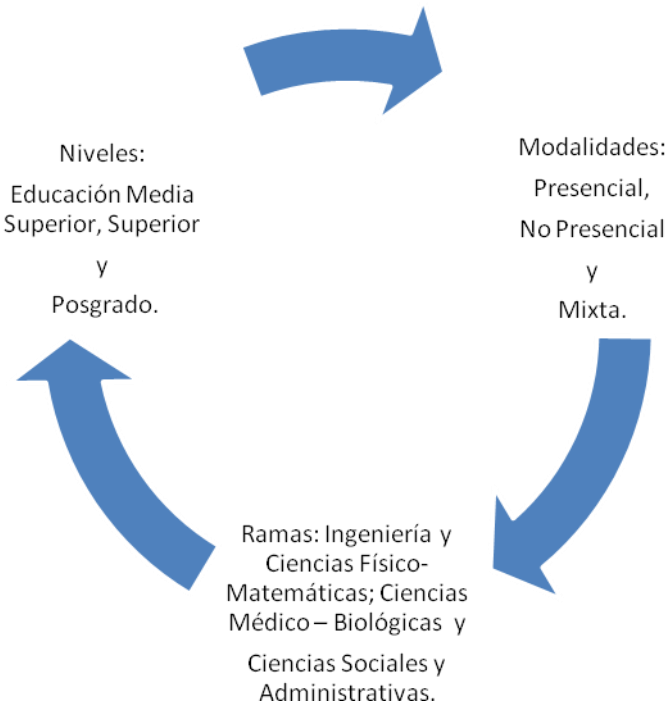 Niveles:
Educación Media
Superior, Superior
y
Posgrado.
Modalidades:
Presencial,
No Presencial
y
Mixta.
Ramas: Ingeniería y
Ciencias Físico-
Matemáticas; Ciencias
Médico – Biológicas y
Ciencias Sociales y
Administrativas.